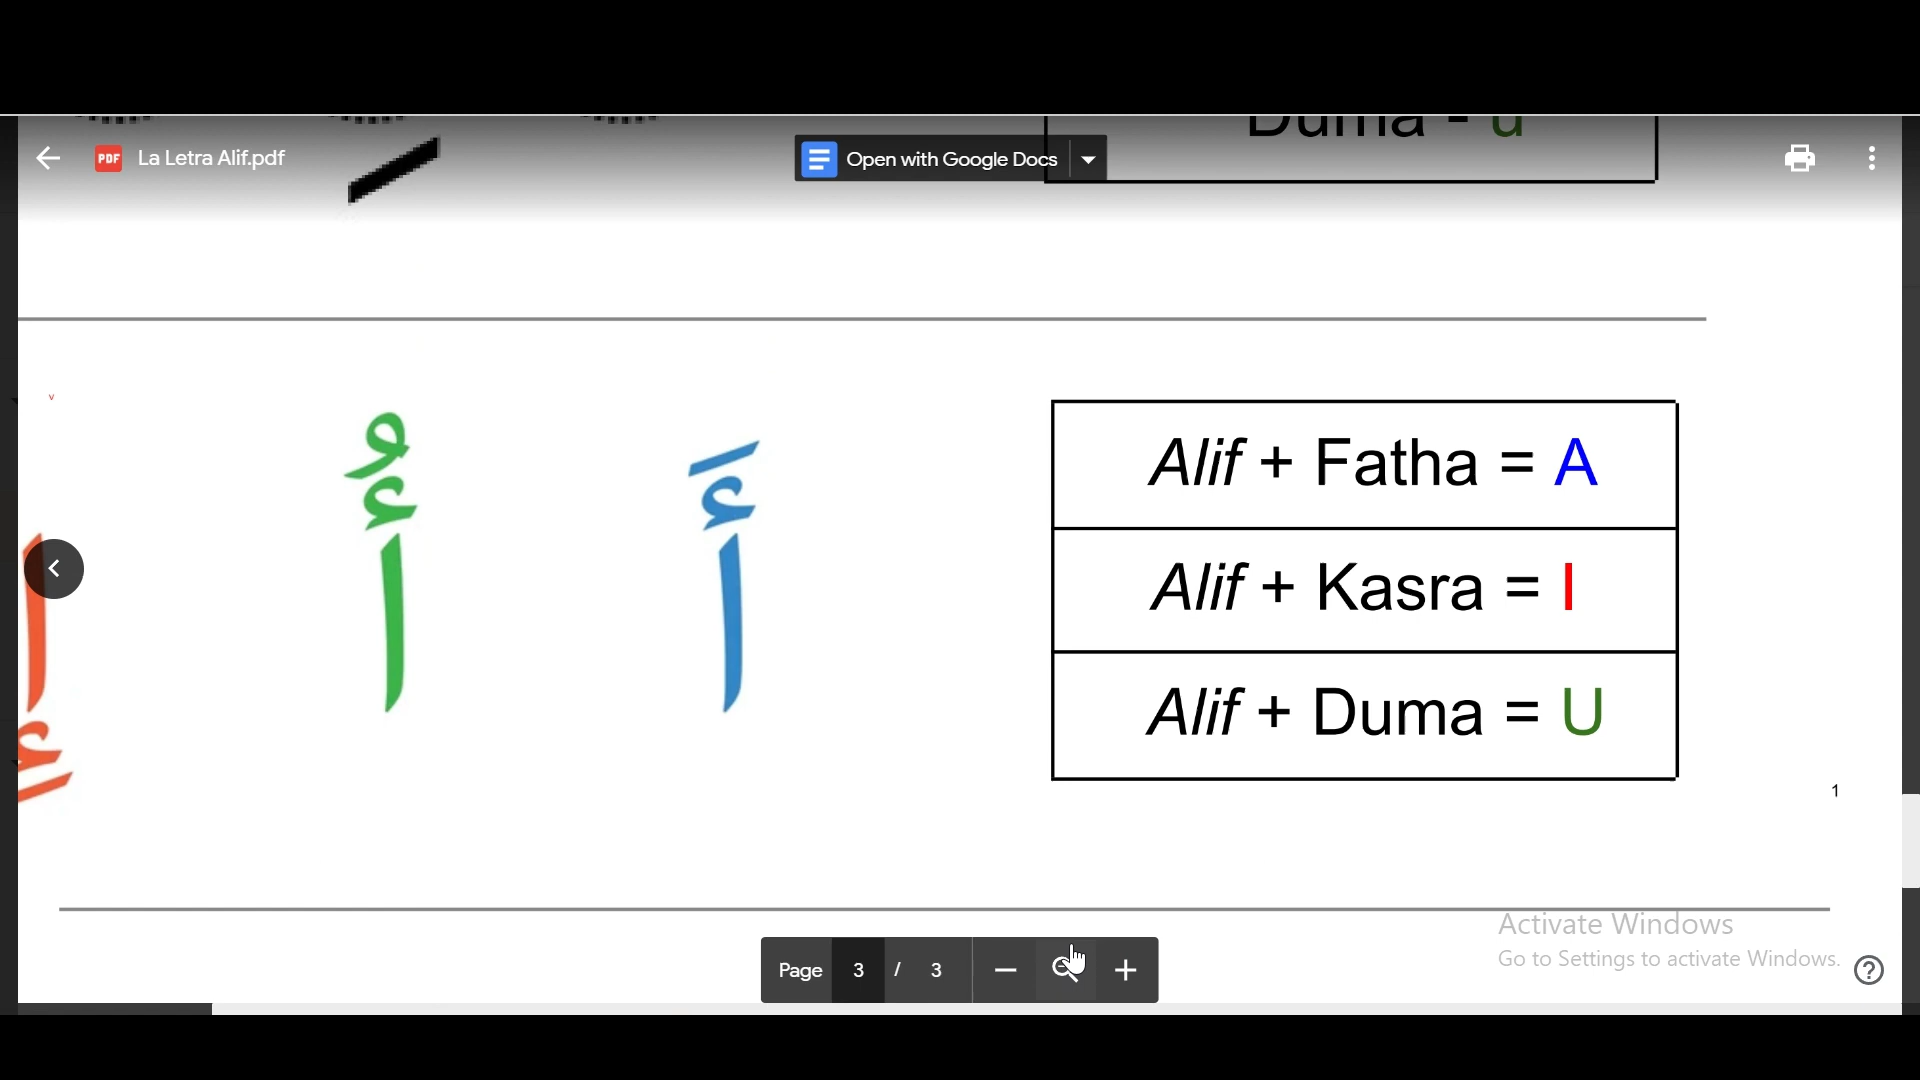 Duma - u
La Letra Alif.pdf
Open with Google Docs
أُ أَ إِ
Alif + Fatha = A
Alif + Kasra = I
Alif + Duma = U
1
Activate Windows
Go to Settings to activate Windows.
Page 3 / 3